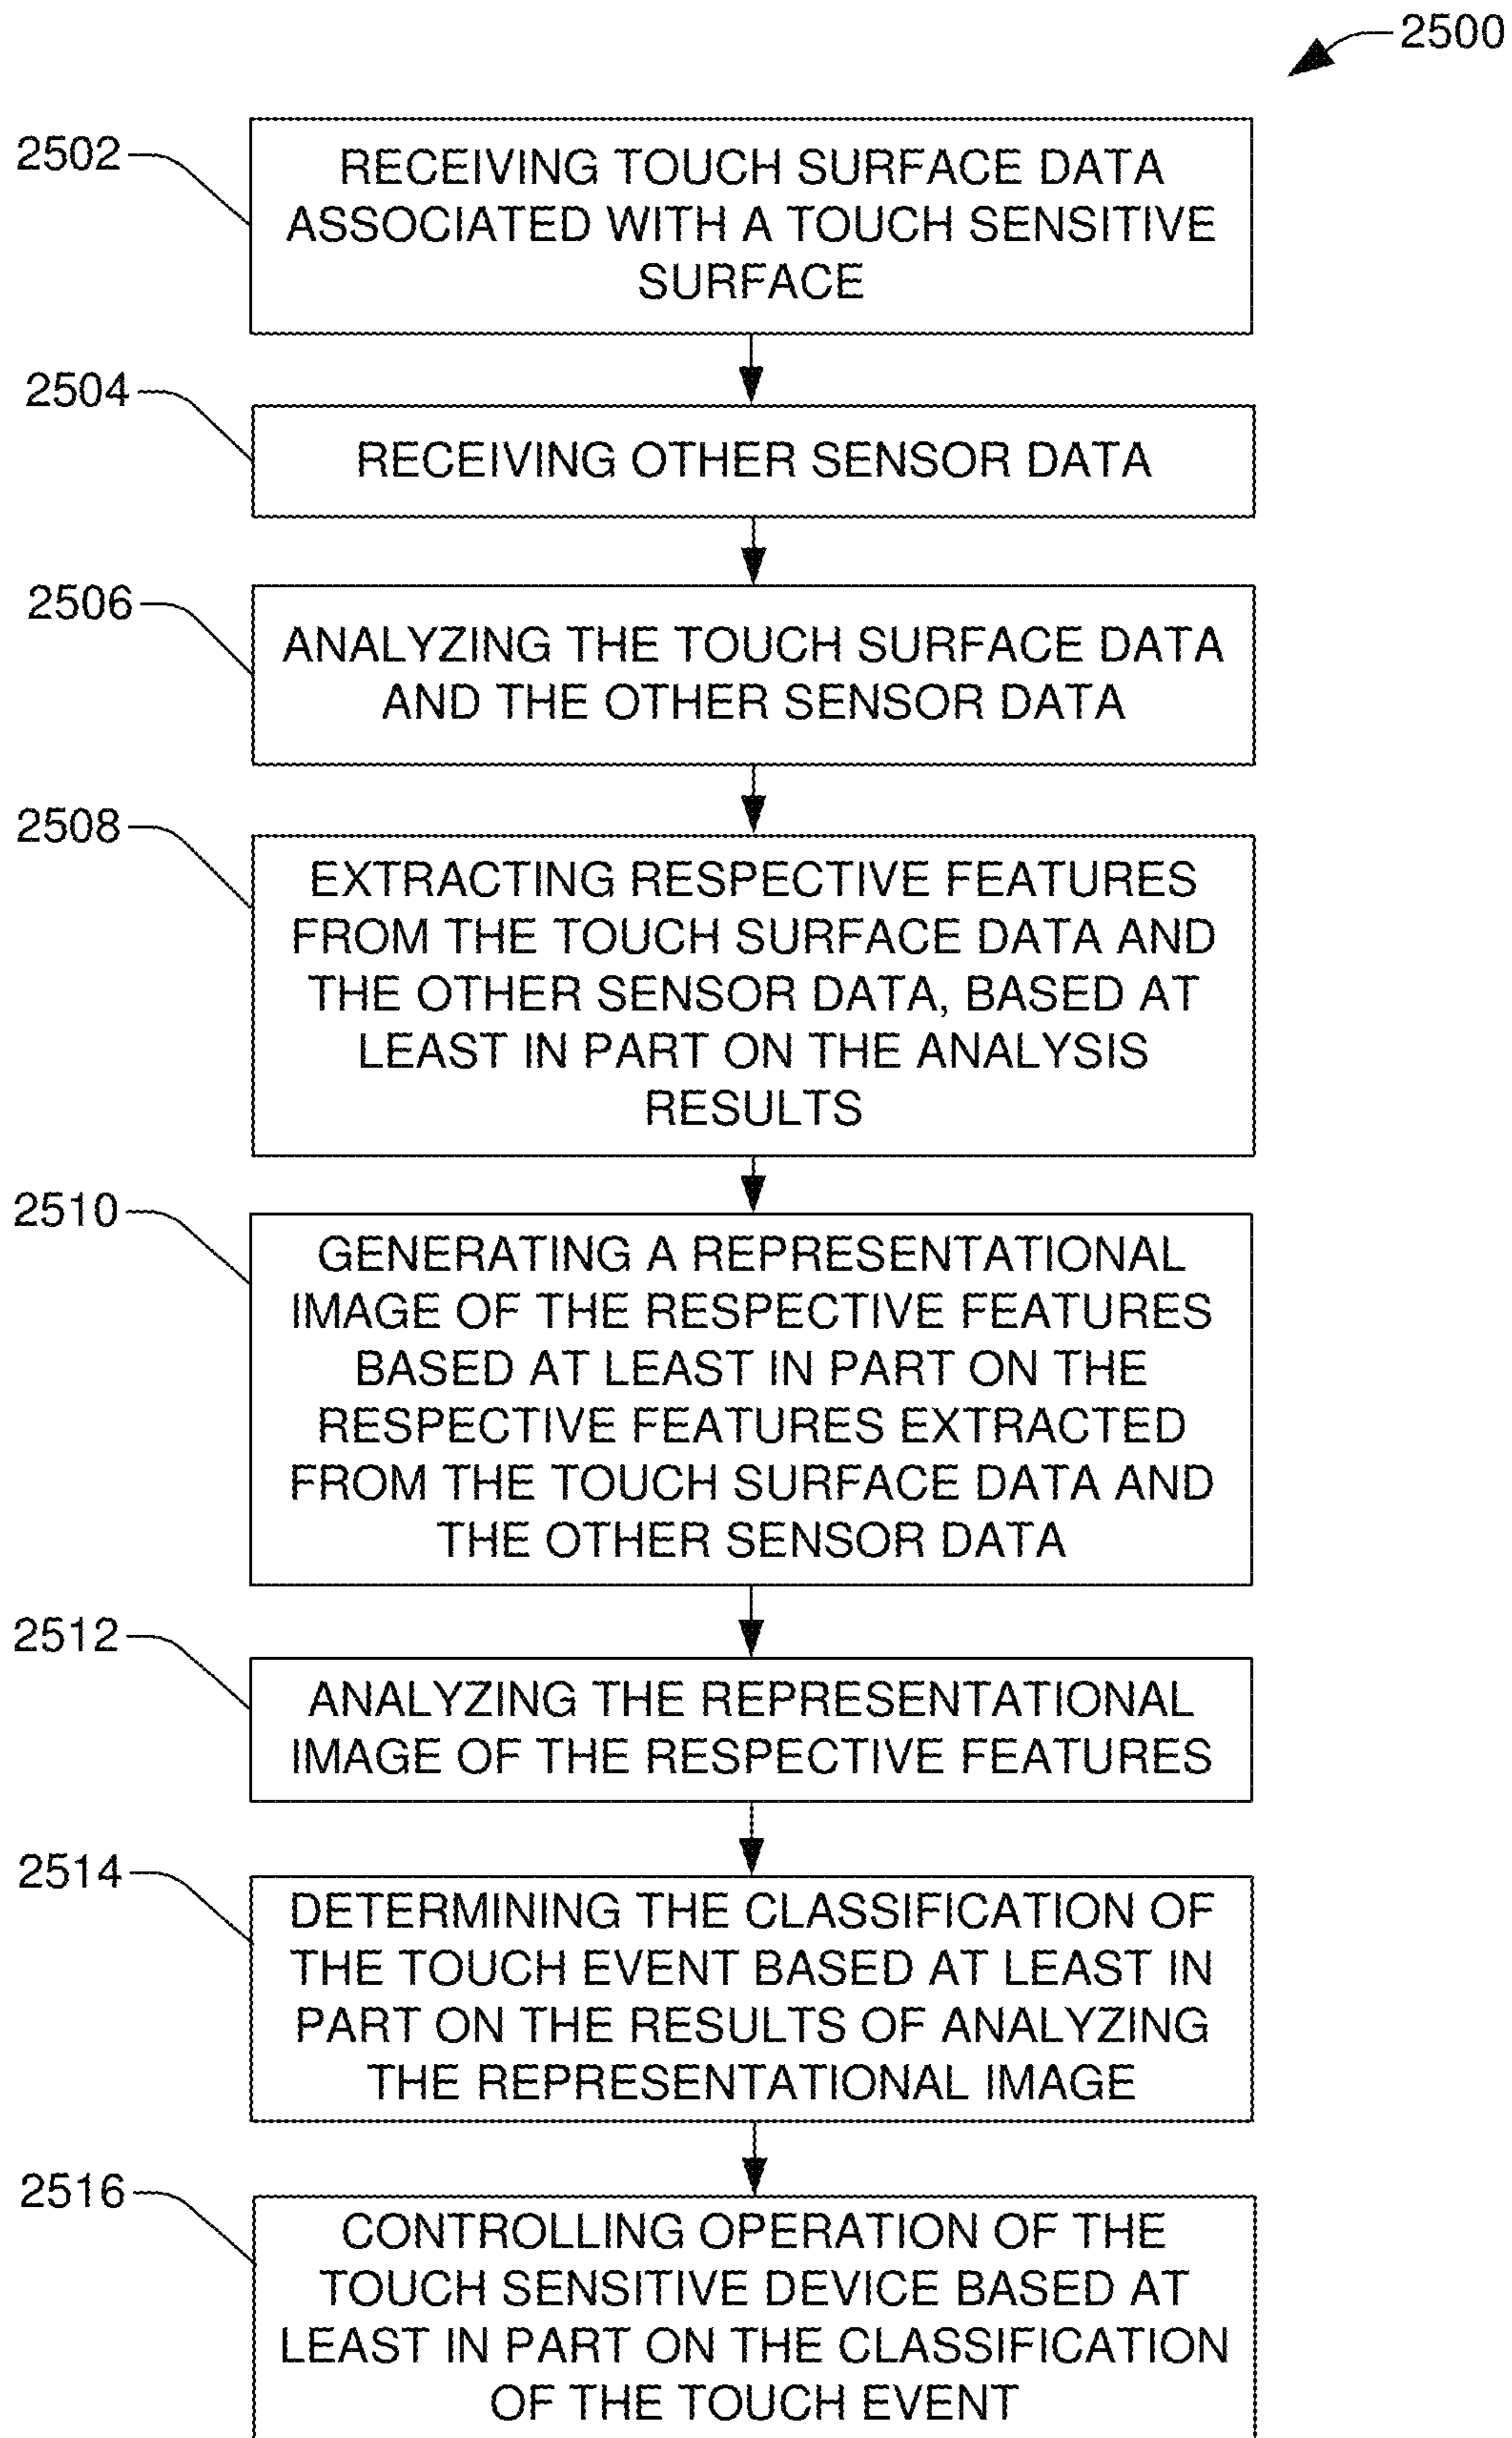 2500
2502
RECEIVING TOUCH SURFACE DATA
ASSOCIATED WITH A TOUCH SENSITIVE
SURFACE
2504
RECEIVING OTHER SENSOR DATA
2506
ANALYZING THE TOUCH SURFACE DATA
AND THE OTHER SENSOR DATA
2508
EXTRACTING RESPECTIVE FEATURES
FROM THE TOUCH SURFACE DATA AND
THE OTHER SENSOR DATA, BASED AT
LEAST IN PART ON THE ANALYSIS
RESULTS
2510
GENERATING A REPRESENTATIONAL
IMAGE OF THE RESPECTIVE FEATURES
BASED AT LEAST IN PART ON THE
RESPECTIVE FEATURES EXTRACTED
FROM THE TOUCH SURFACE DATA AND
THE OTHER SENSOR DATA
2512
ANALYZING THE REPRESENTATIONAL
IMAGE OF THE RESPECTIVE FEATURES
2514
DETERMINING THE CLASSIFICATION OF
THE TOUCH EVENT BASED AT LEAST IN
PART ON THE RESULTS OF ANALYZING
THE REPRESENTATIONAL IMAGE
2516
CONTROLLING OPERATION OF THE
TOUCH SENSITIVE DEVICE BASED AT
LEAST IN PART ON THE CLASSIFICATION
OF THE TOUCH EVENT